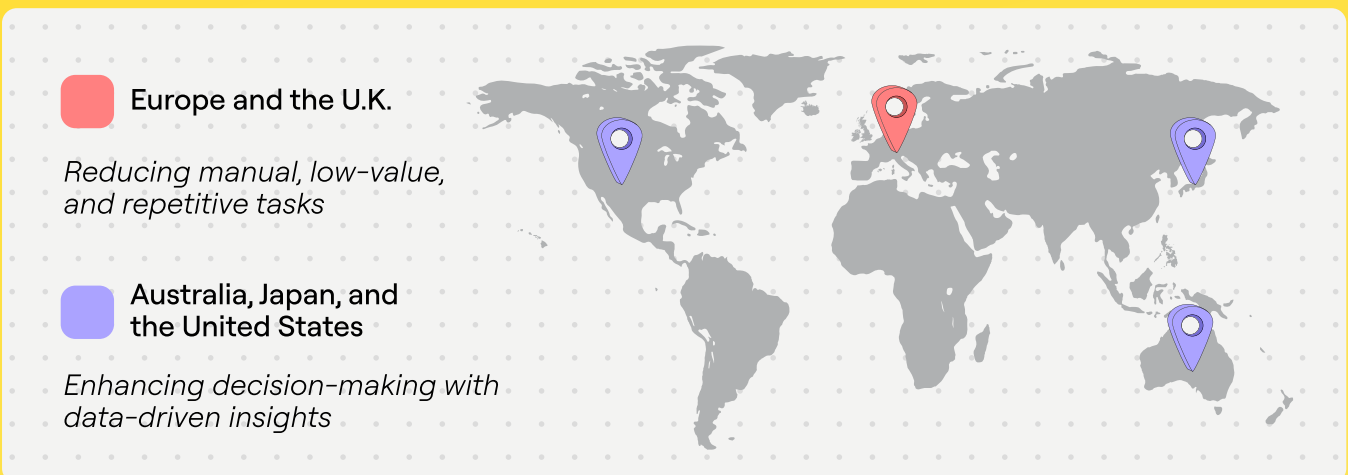 Europe and the U.K.
Reducing manual, low-value,
and repetitive tasks
Australia, Japan, and
the United States
Enhancing decision-making with
data-driven insights